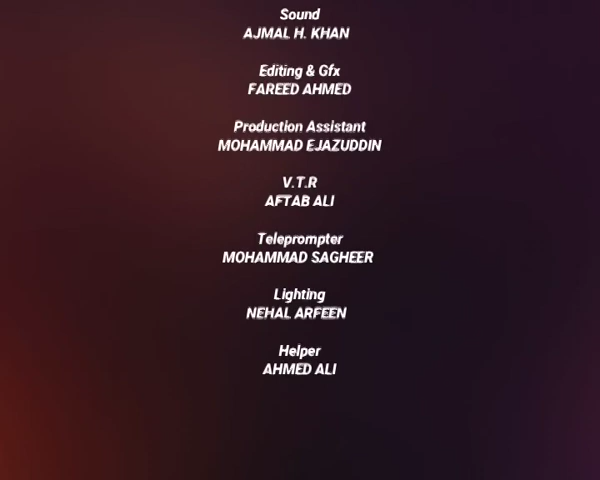 Sound
AJMAL H. KHAN
Editing & Gfx
FAREED AHMED
Production Assistant
MOHAMMAD EJAZUDDIN
V.T.R
AFTAB ALI
Teleprompter
MOHAMMAD SAGHEER
Lighting
NEHAL ARFEEN
Helper
AHMED ALI